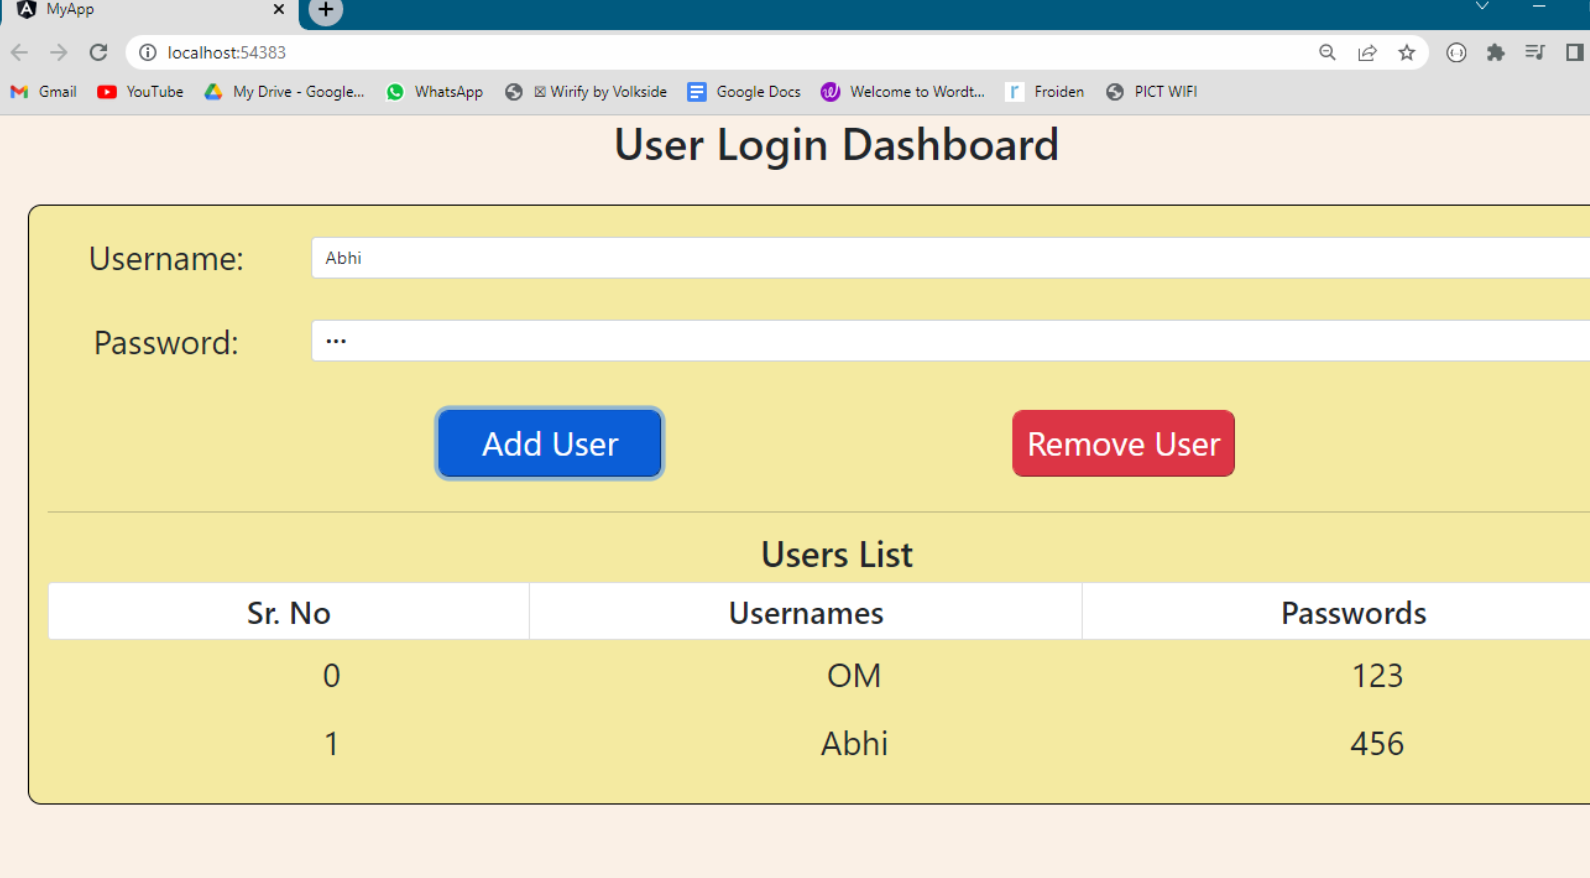 MyApp
localhost:54383
Gmail YouTube My Drive - Google... WhatsApp Wirify by Volkside Google Docs Welcome to Wordt... Froiden PICT WIFI
User Login Dashboard
Username: Abhi
Password: •••
Add User Remove User
Users List
Sr. No Usernames Passwords
0 OM 123
1 Abhi 456